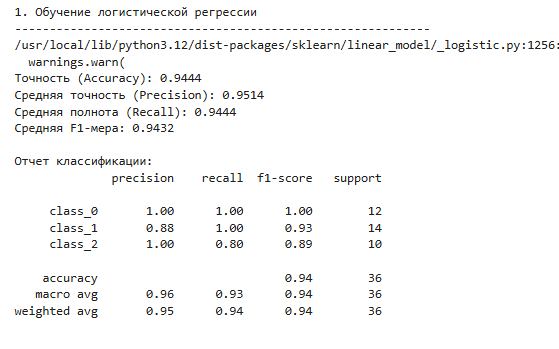 1. Обучение логистической регрессии
------------------------------------------------------------
/usr/local/lib/python3.12/dist-packages/sklearn/linear_model/_logistic.py:1256:
  warnings.warn(
Точность (Accuracy): 0.9444
Средняя точность (Precision): 0.9514
Средняя полнота (Recall): 0.9444
Средняя F1-мера: 0.9432

Отчет классификации:
              precision    recall  f1-score   support

     class_0       1.00      1.00      1.00        12
     class_1       0.88      1.00      0.93        14
     class_2       1.00      0.80      0.89        10

    accuracy                           0.94        36
   macro avg       0.96      0.93      0.94        36
weighted avg       0.95      0.94      0.94        36